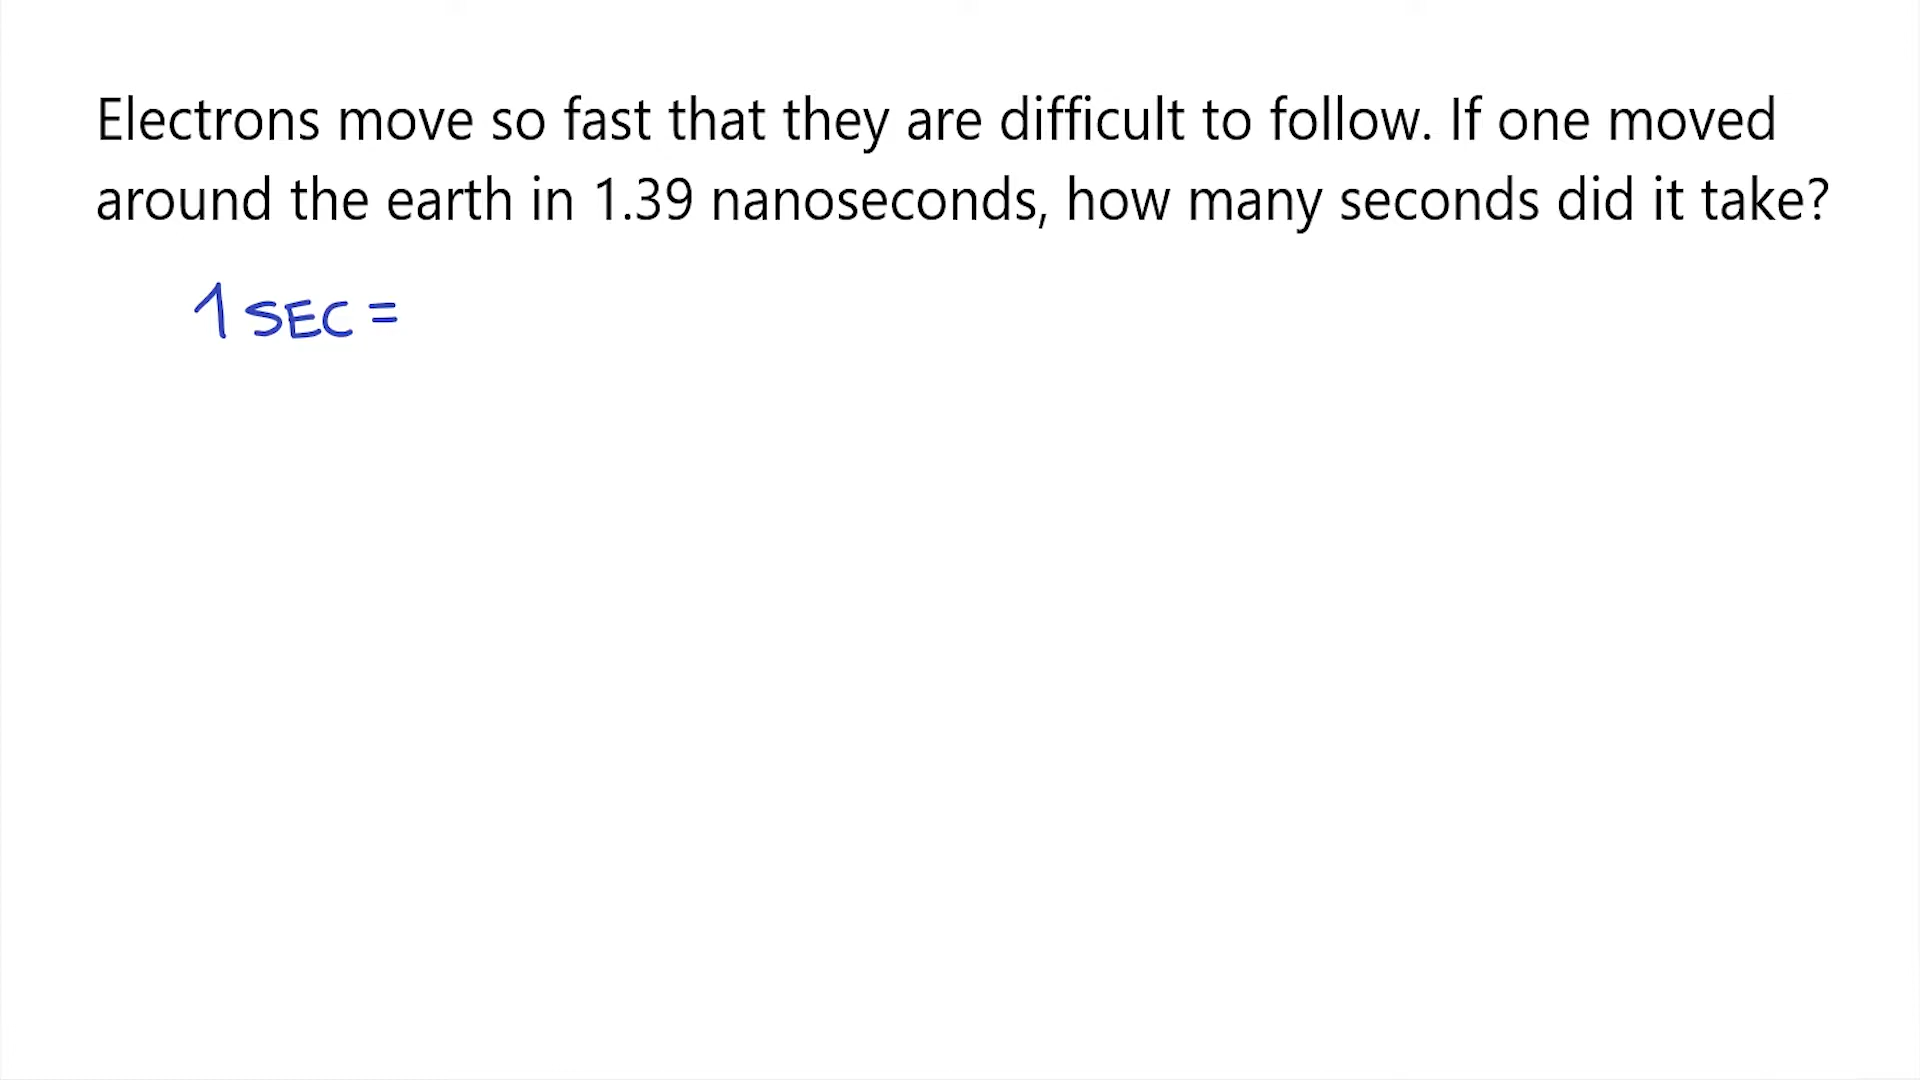 Electrons move so fast that they are difficult to follow. If one moved
around the earth in 1.39 nanoseconds, how many seconds did it take?
1 SEC =